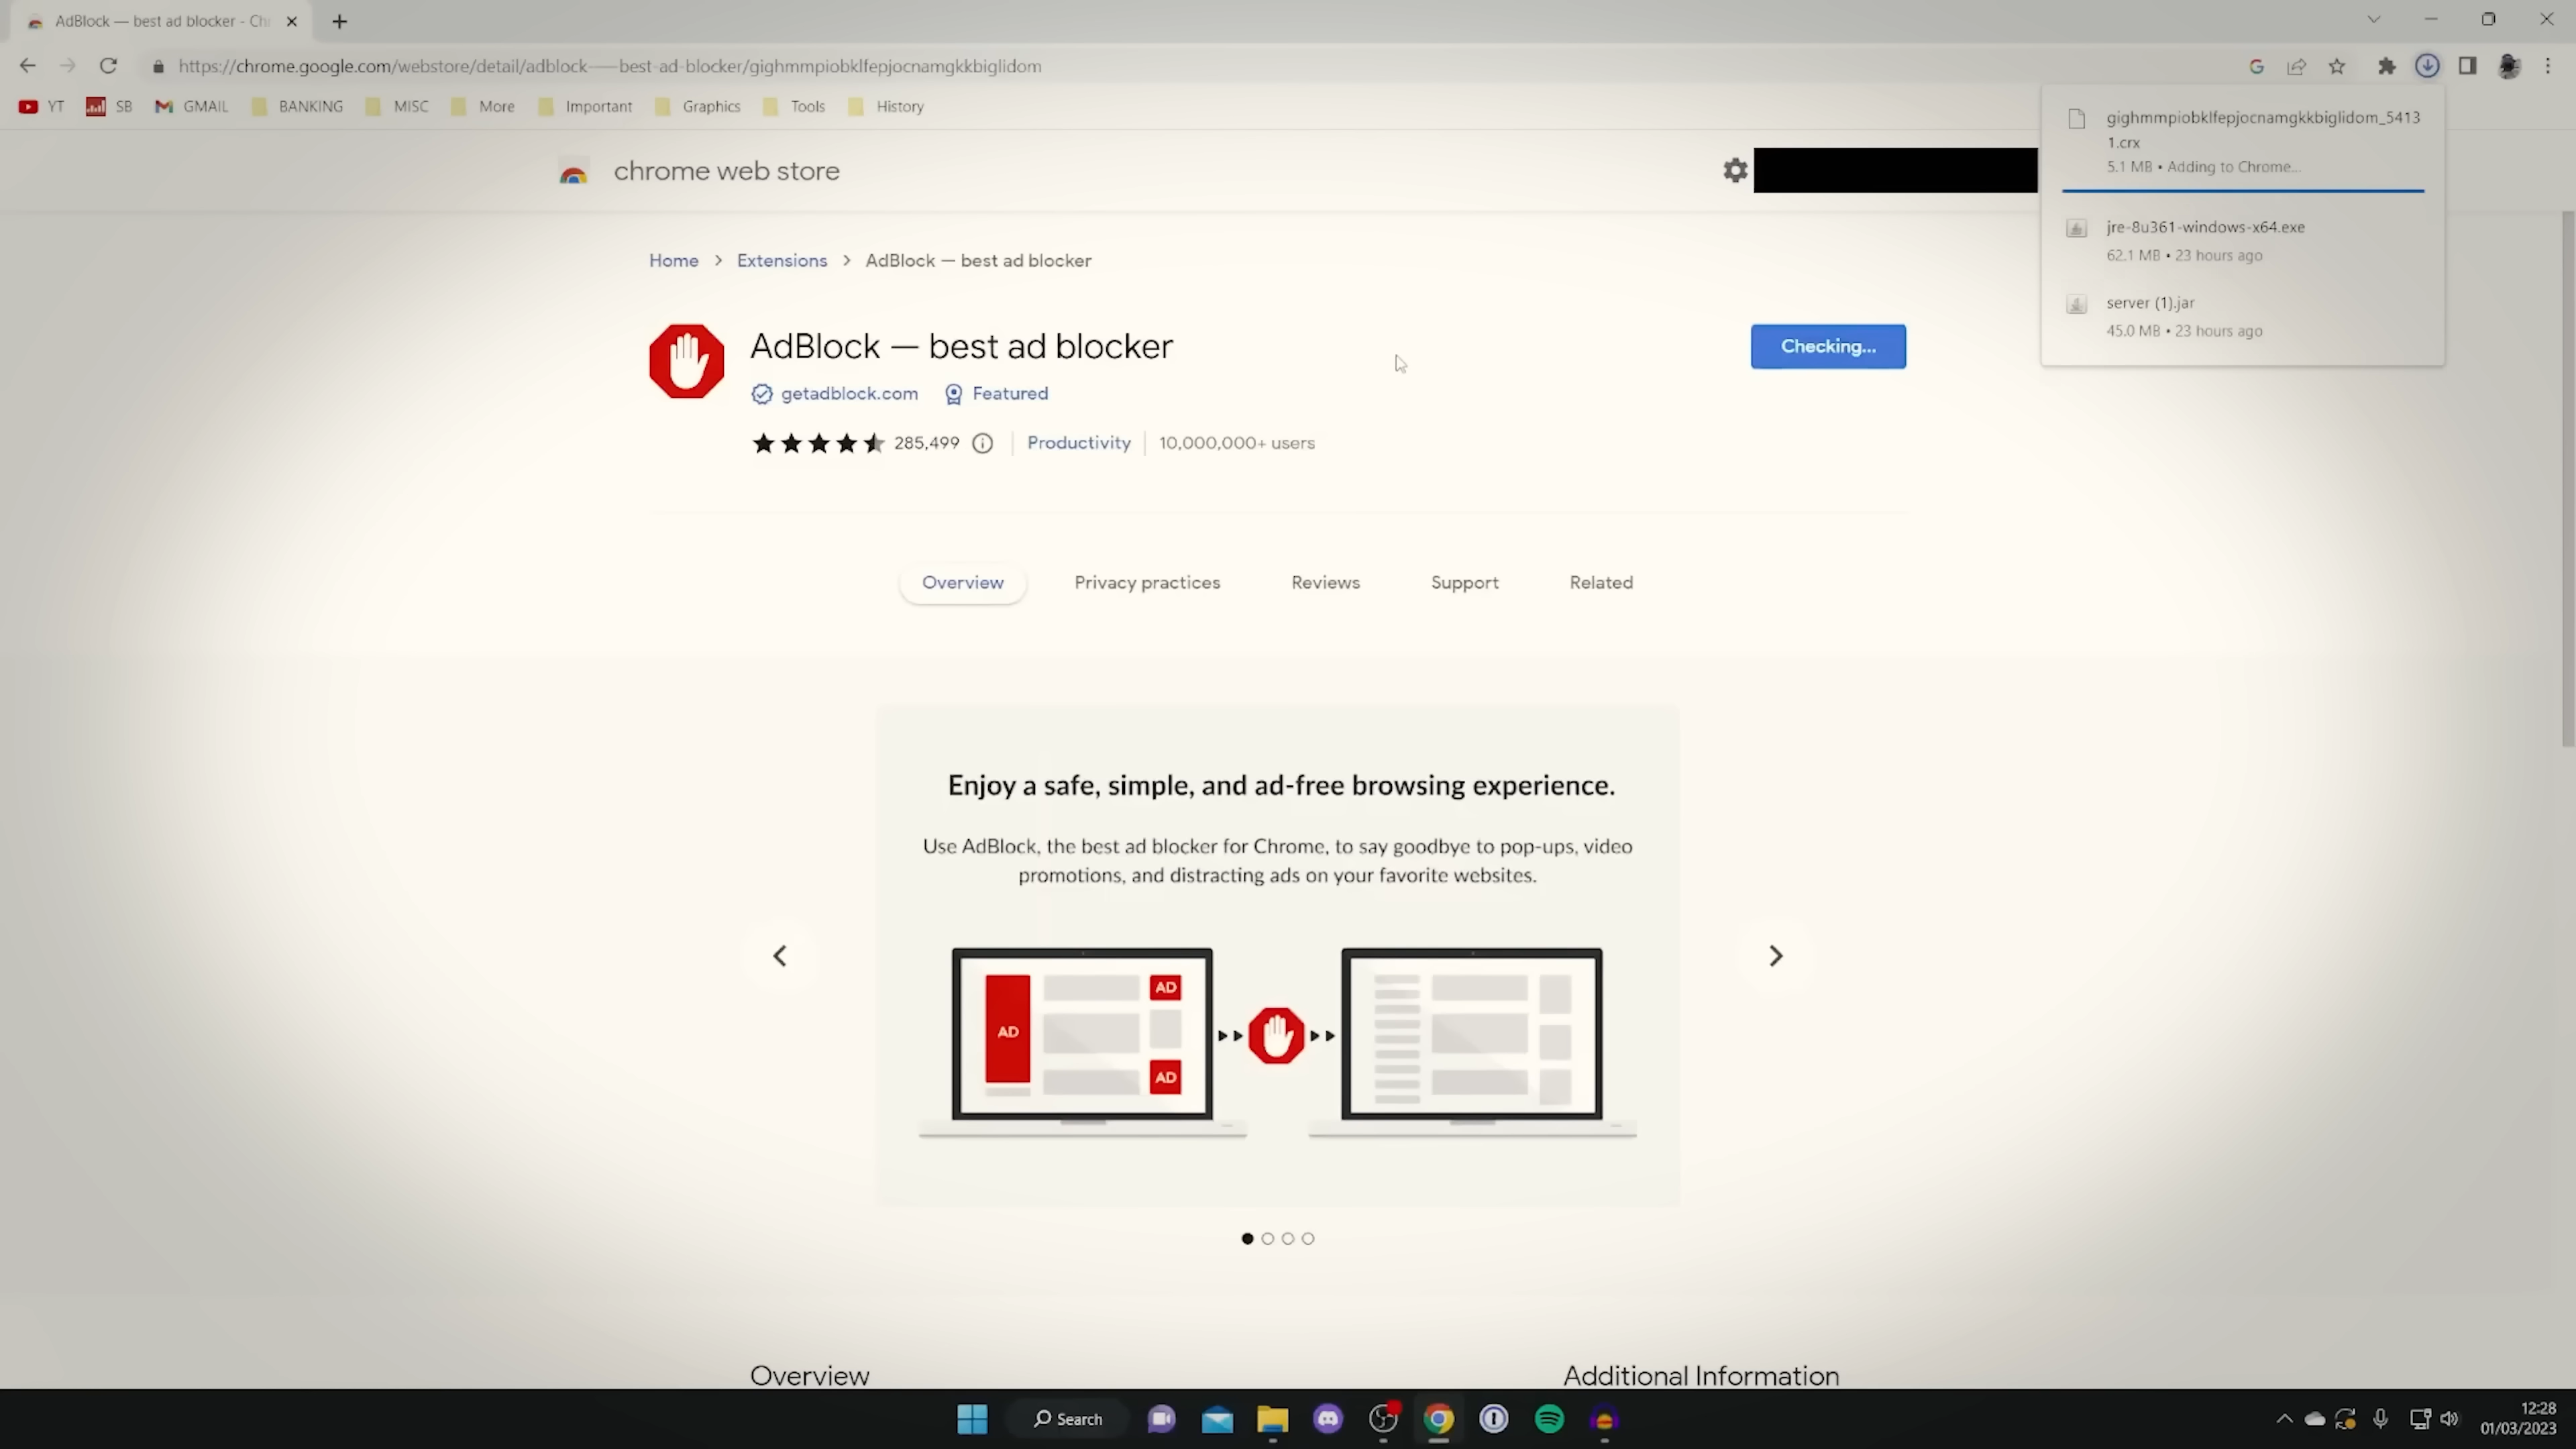 AdBlock — best ad blocker - Ch
https://chrome.google.com/webstore/detail/adblock—best-ad-blocker/gighmmpiobklfepjocnamgkkbiglidom
YT SB GMAIL BANKING MISC More Important Graphics Tools History
gighmmpiobklfepjocnamgkkbiglidom_5413
1.crx
5.1 MB • Adding to Chrome...
jre-8u361-windows-x64.exe
62.1 MB • 23 hours ago
server (1).jar
45.0 MB • 23 hours ago
chrome web store
Home > Extensions > AdBlock — best ad blocker
AdBlock — best ad blocker
Checking...
getadblock.com Featured
285,499 Productivity 10,000,000+ users
Overview Privacy practices Reviews Support Related
Enjoy a safe, simple, and ad-free browsing experience.
Use AdBlock, the best ad blocker for Chrome, to say goodbye to pop-ups, video
promotions, and distracting ads on your favorite websites.
AD
AD
AD
Overview Additional Information
Search
12:28
01/03/2023